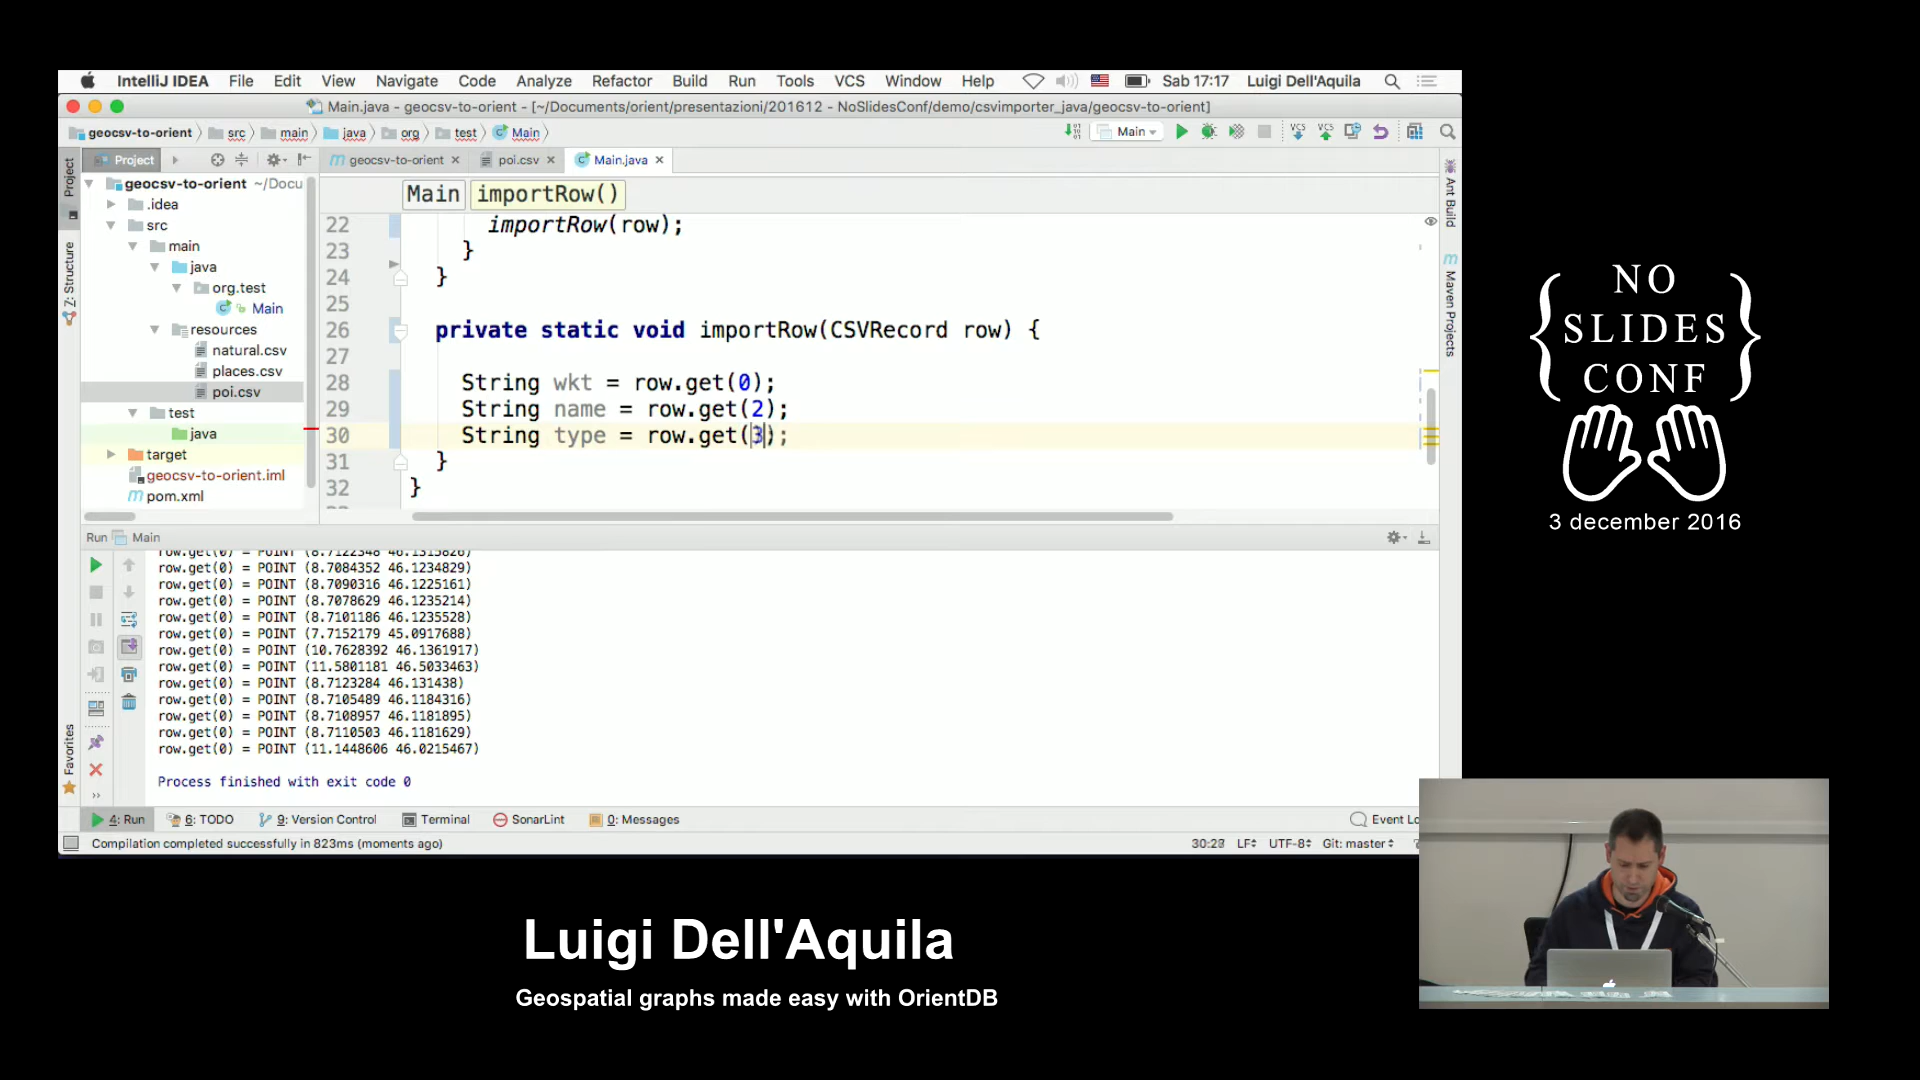 IntelliJ IDEA File Edit View Navigate Code Analyze Refactor Build Run Tools VCS Window Help Sab 17:17 Luigi Dell'Aquila
Main.java - geocsv-to-orient - [~/Documents/orient/presentazioni/201612 - NoSlidesConf/demo/csvimporter_java/geocsv-to-orient]
geocsv-to-orient src main java org test Main
Main
Project
geocsv-to-orient poi.csv Main.java
Project
Z: Structure
Favorites
Ant Build
Maven Projects
geocsv-to-orient ~/Docu
.idea
src
main
java
org.test
Main
resources
natural.csv
places.csv
poi.csv
test
java
target
geocsv-to-orient.iml
pom.xml
Main importRow()
22 importRow(row);
23 }
24 }
25
26 private static void importRow(CSVRecord row) {
27
28 String wkt = row.get(0);
29 String name = row.get(2);
30 String type = row.get(3);
31 }
32 }
Run Main
row.get(0) = POINT (8.7122348 46.1315826)
row.get(0) = POINT (8.7084352 46.1234829)
row.get(0) = POINT (8.7090316 46.1225161)
row.get(0) = POINT (8.7078629 46.1235214)
row.get(0) = POINT (8.7101186 46.1235528)
row.get(0) = POINT (7.7152179 45.0917688)
row.get(0) = POINT (10.7628392 46.1361917)
row.get(0) = POINT (11.5801181 46.5033463)
row.get(0) = POINT (8.7123284 46.131438)
row.get(0) = POINT (8.7105489 46.1184316)
row.get(0) = POINT (8.7108957 46.1181895)
row.get(0) = POINT (8.7110503 46.1181629)
row.get(0) = POINT (11.1448606 46.0215467)
Process finished with exit code 0
4: Run 6: TODO 9: Version Control Terminal SonarLint 0: Messages Event Lo
Compilation completed successfully in 823ms (moments ago) 30:28 LF÷ UTF-8÷ Git: master÷
NO
SLIDES
CONF
3 december 2016
Luigi Dell'Aquila
Geospatial graphs made easy with OrientDB